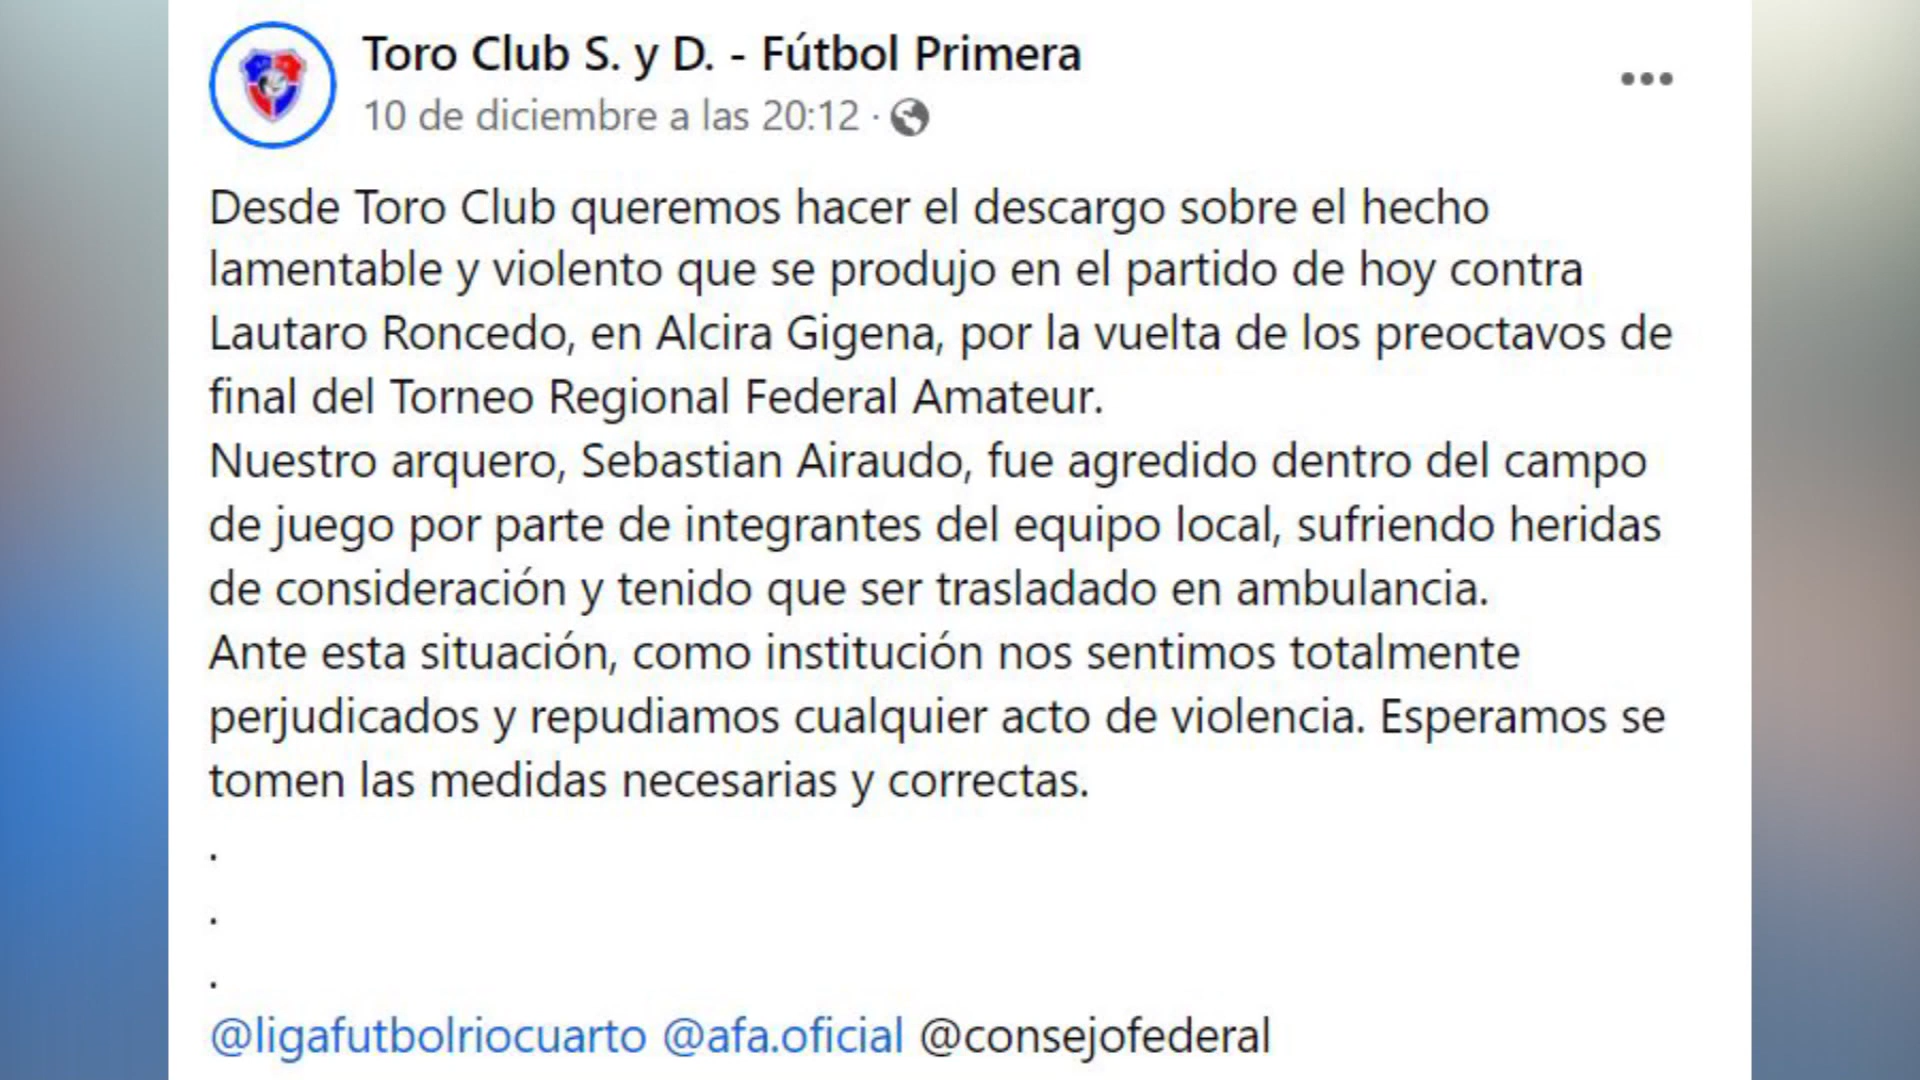 Toro Club S. y D. - Fútbol Primera
10 de diciembre a las 20:12 ·
Desde Toro Club queremos hacer el descargo sobre el hecho
lamentable y violento que se produjo en el partido de hoy contra
Lautaro Roncedo, en Alcira Gigena, por la vuelta de los preoctavos de
final del Torneo Regional Federal Amateur.
Nuestro arquero, Sebastian Airaudo, fue agredido dentro del campo
de juego por parte de integrantes del equipo local, sufriendo heridas
de consideración y tenido que ser trasladado en ambulancia.
Ante esta situación, como institución nos sentimos totalmente
perjudicados y repudiamos cualquier acto de violencia. Esperamos se
tomen las medidas necesarias y correctas.
.
.
.
@ligafutbolriocuarto @afa.oficial @consejofederal